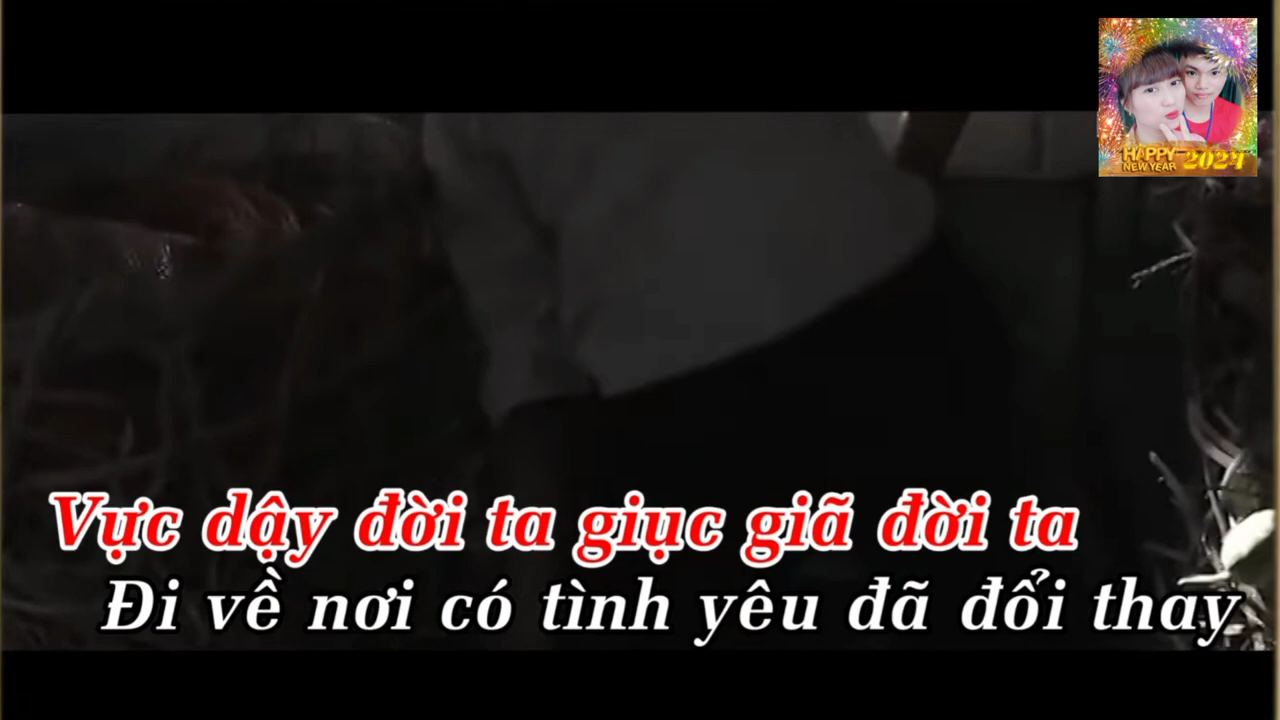 HAPPY
NEW YEAR 2024
Vực dậy đời ta giục giã đời ta
Đi về nơi có tình yêu đã đổi thay